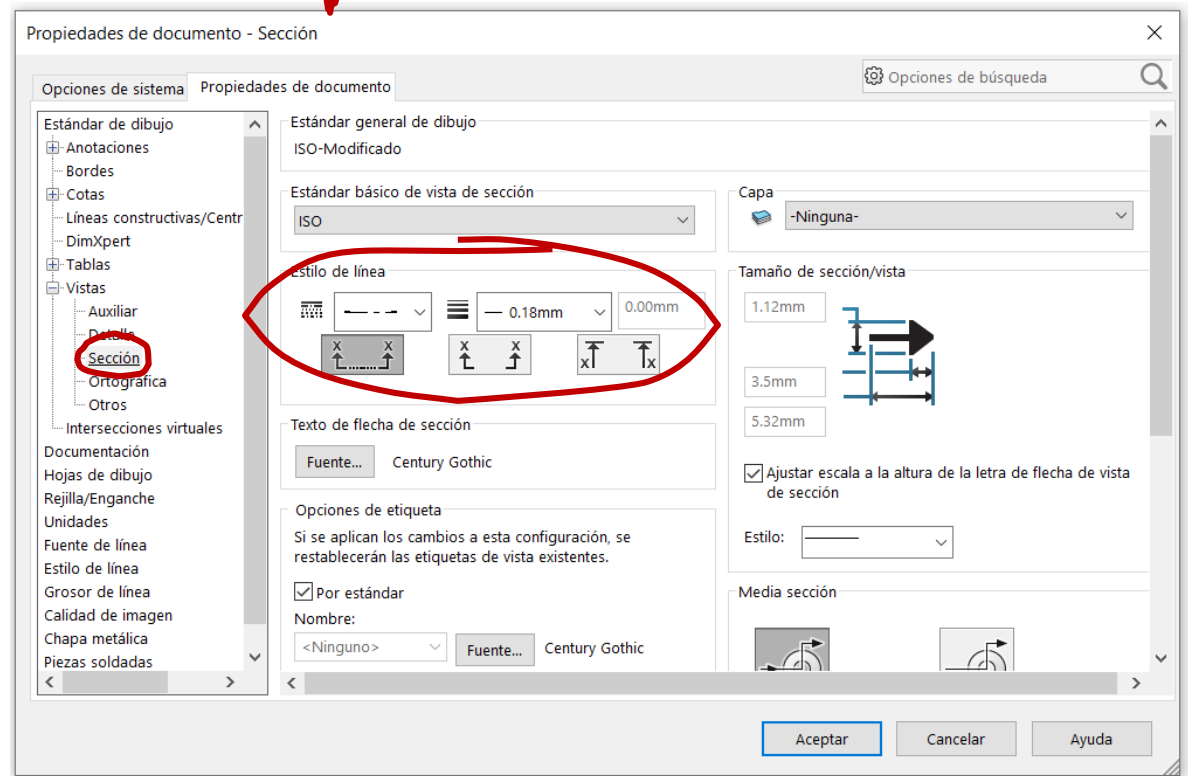 Propiedades de documento - Sección
Opciones de sistema
Propiedades de documento
Opciones de búsqueda
Estándar de dibujo
Anotaciones
Bordes
Cotas
Líneas constructivas/Centr
DimXpert
Tablas
Vistas
Auxiliar
Detalle
Sección
Ortográfica
Otros
Intersecciones virtuales
Documentación
Hojas de dibujo
Rejilla/Enganche
Unidades
Fuente de línea
Estilo de línea
Grosor de línea
Calidad de imagen
Chapa metálica
Piezas soldadas
Estándar general de dibujo
ISO-Modificado
Estándar básico de vista de sección
ISO
Capa
-Ninguna-
Estilo de línea
0.18mm
0.00mm
X X
X X
X X
Tamaño de sección/vista
1.12mm
3.5mm
5.32mm
Ajustar escala a la altura de la letra de flecha de vista
de sección
Estilo:
Texto de flecha de sección
Fuente...
Century Gothic
Opciones de etiqueta
Si se aplican los cambios a esta configuración, se
restablecerán las etiquetas de vista existentes.
Por estándar
Nombre:
<Ninguno>
Fuente...
Century Gothic
Media sección
Aceptar
Cancelar
Ayuda